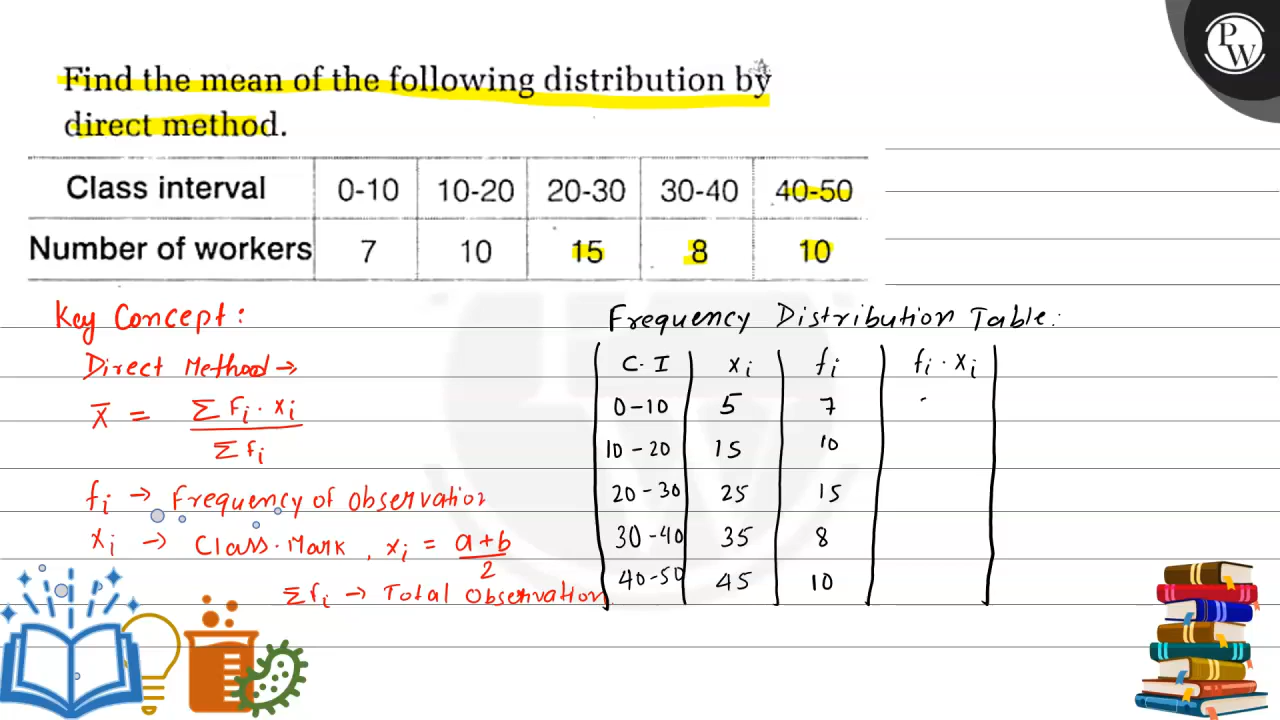 PW
Find the mean of the following distribution by
direct method.
Class interval 0-10 10-20 20-30 30-40 40-50
Number of workers 7 10 15 8 10
Key Concept:
Direct Method →
X̄ = Σ Fi · xi / Σ fi
fi → Frequency of Observation
xi → Class-Mark, xi = a+b / 2
Σfi → Total Observation
Frequency Distribution Table:
C·I xi fi fi · xi
0-10 5 7
10-20 15 10
20-30 25 15
30-40 35 8
40-50 45 10